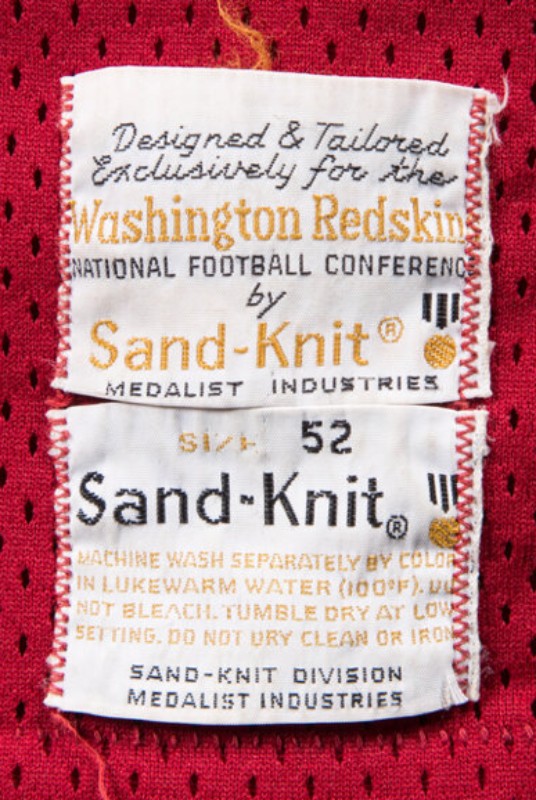 Designed & Tailored
Exclusively for the
Washington Redskin
NATIONAL FOOTBALL CONFERENC
by
Sand-Knit®
MEDALIST INDUSTRIES
SIZE 52
Sand-Knit®
MACHINE WASH SEPARATELY BY COLOR
IN LUKEWARM WATER (100°F). DO
NOT BLEACH. TUMBLE DRY AT LOW
SETTING. DO NOT DRY CLEAN OR IRON
SAND-KNIT DIVISION
MEDALIST INDUSTRIES